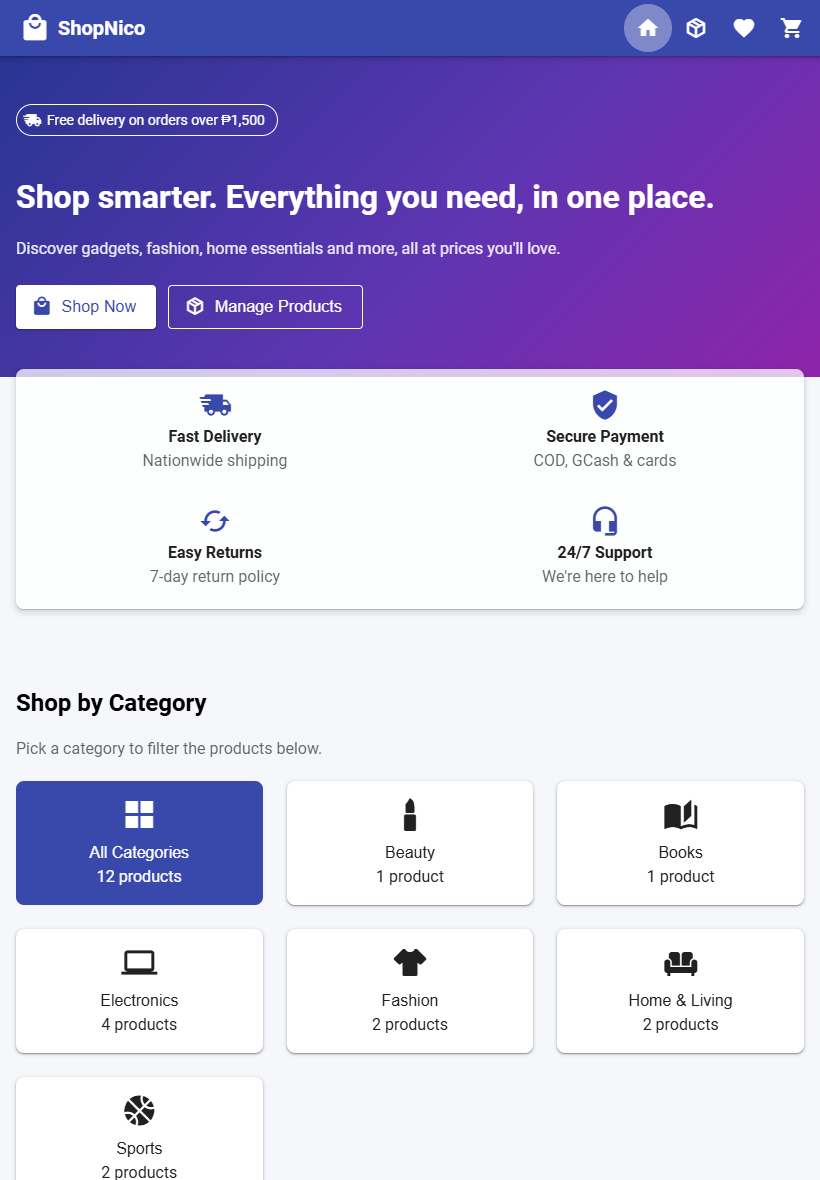 ShopNico
Free delivery on orders over ₱1,500
Shop smarter. Everything you need, in one place.
Discover gadgets, fashion, home essentials and more, all at prices you'll love.
Shop Now
Manage Products
Fast Delivery
Nationwide shipping
Secure Payment
COD, GCash & cards
Easy Returns
7-day return policy
24/7 Support
We're here to help
Shop by Category
Pick a category to filter the products below.
All Categories
12 products
Beauty
1 product
Books
1 product
Electronics
4 products
Fashion
2 products
Home & Living
2 products
Sports
2 products